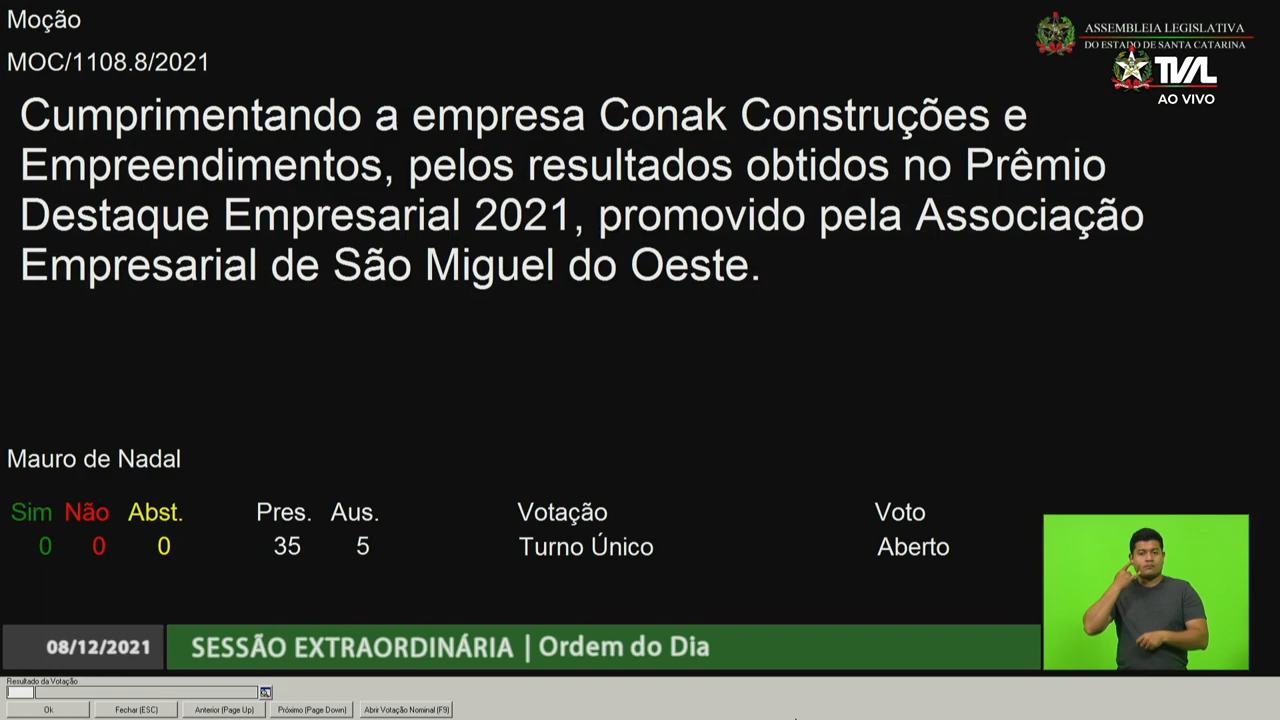 Moção
MOC/1108.8/2021
ASSEMBLEIA LEGISLATIVA
DO ESTADO DE SANTA CATARINA
TVAL
AO VIVO
Cumprimentando a empresa Conak Construções e
Empreendimentos, pelos resultados obtidos no Prêmio
Destaque Empresarial 2021, promovido pela Associação
Empresarial de São Miguel do Oeste.
Mauro de Nadal
Sim Não Abst. Pres. Aus. Votação Voto
0 0 0 35 5 Turno Único Aberto
08/12/2021 SESSÃO EXTRAORDINÁRIA | Ordem do Dia
Resultado da Votação
Ok Fechar (ESC) Anterior (Page Up) Próximo (Page Down) Abrir Votação Nominal (F9)